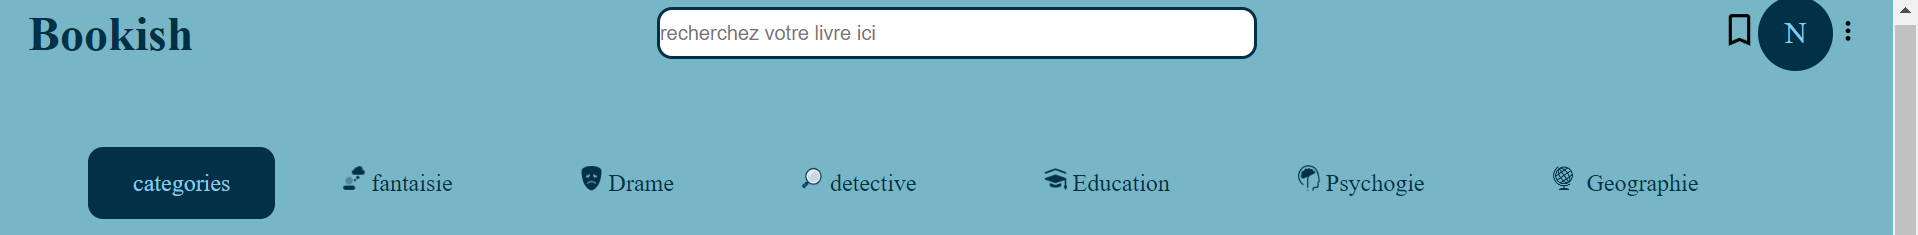 Bookish
recherchez votre livre ici
N
categories
fantaisie
Drame
detective
Education
Psychogie
Geographie